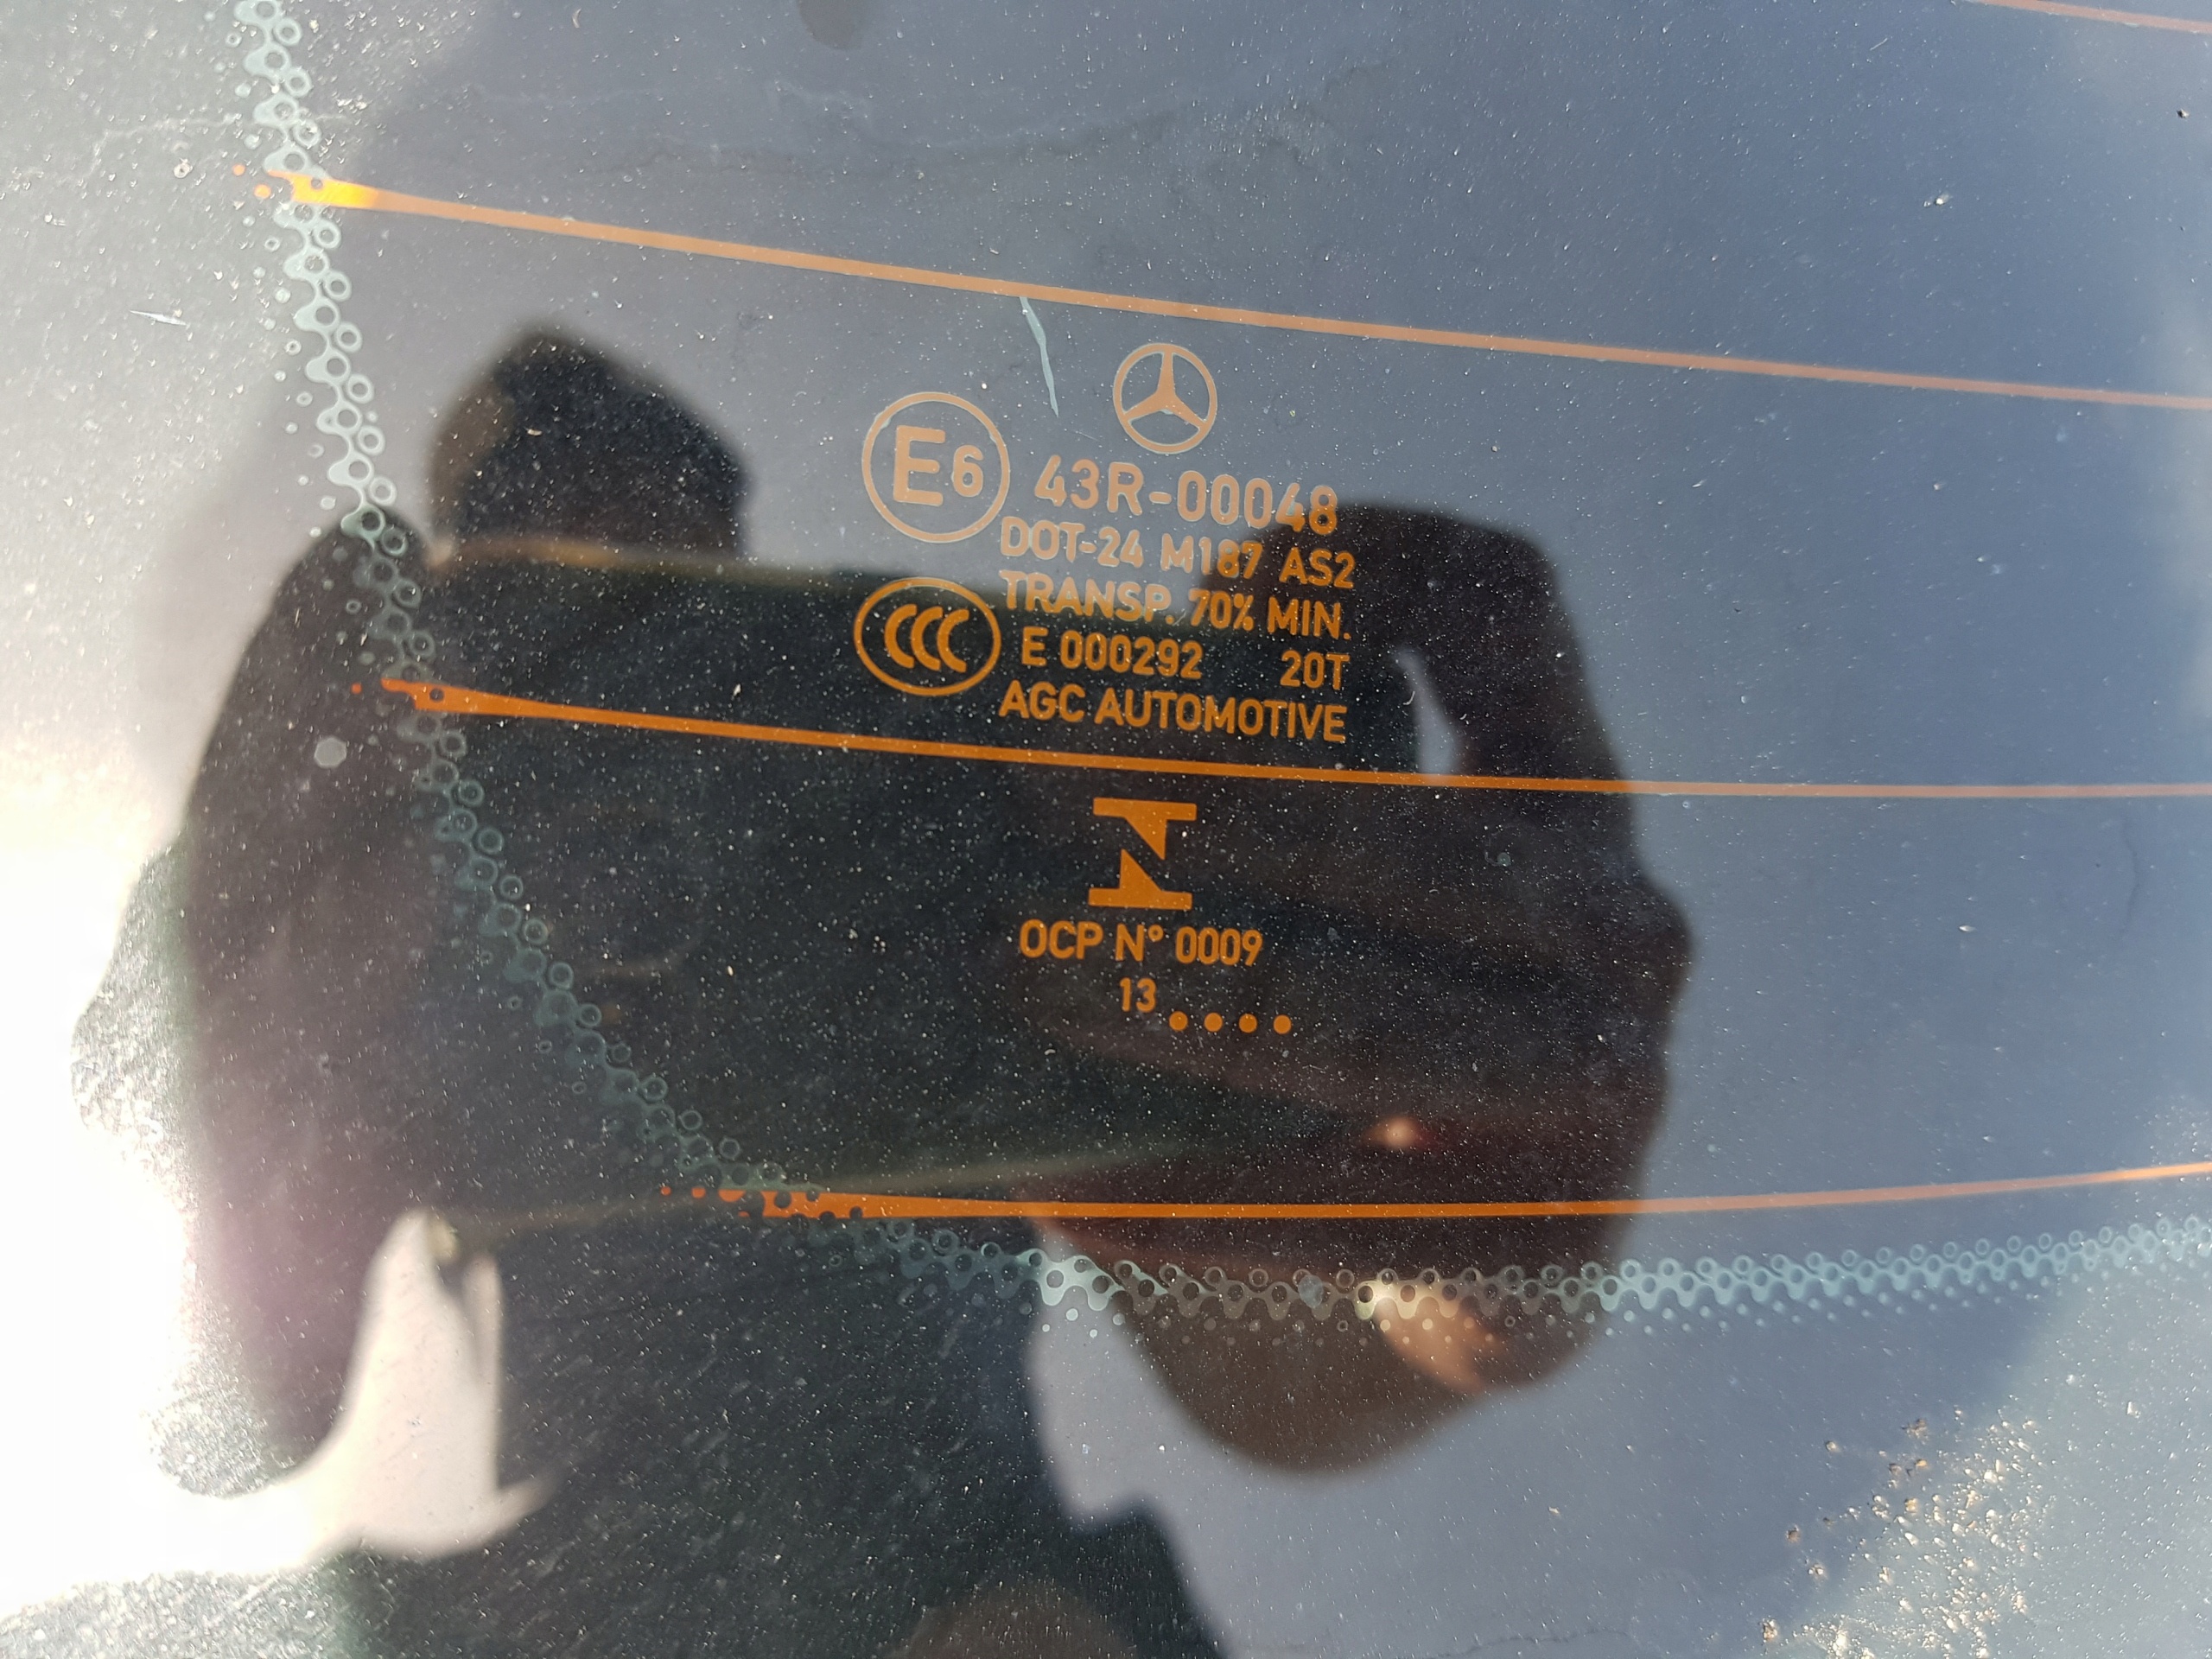 E6 43R-00048
DOT-24 M187 AS2
TRANSP. 70% MIN.
CCC E 000292 20T
AGC AUTOMOTIVE
OCP N° 0009
13 . . . .